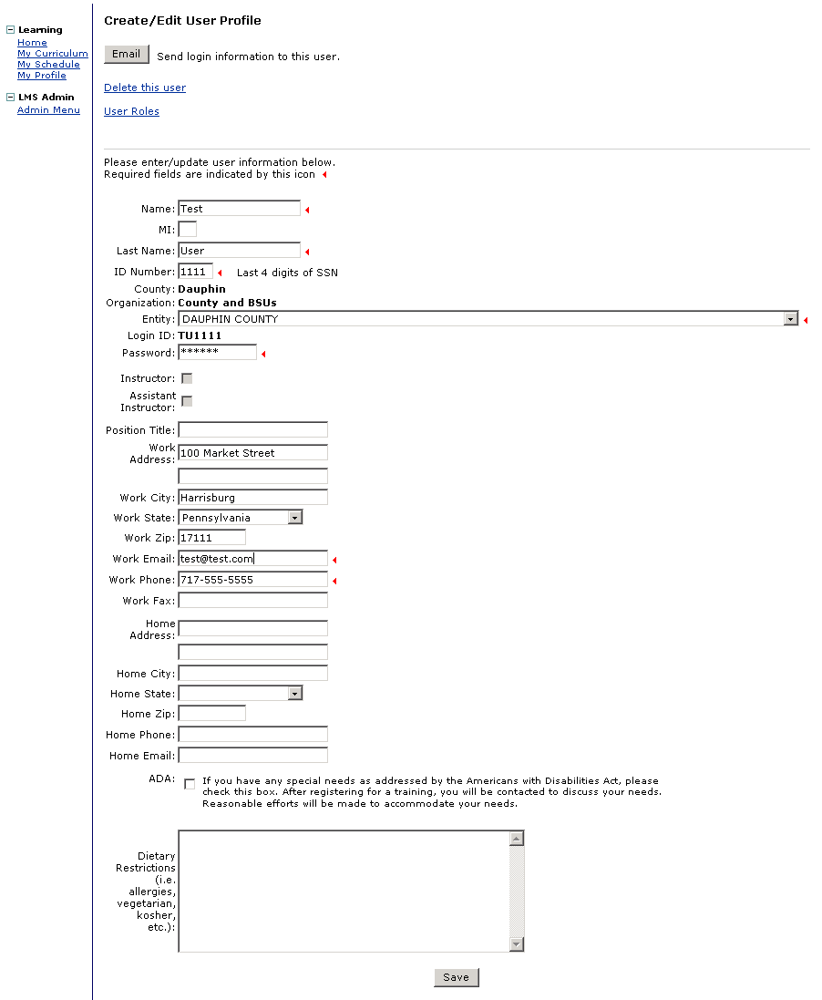 Learning
Home
My Curriculum
My Schedule
My Profile
LMS Admin
Admin Menu
Create/Edit User Profile
Email Send login information to this user.
Delete this user
User Roles
Please enter/update user information below.
Required fields are indicated by this icon
Name: Test
MI:
Last Name: User
ID Number: 1111 Last 4 digits of SSN
County: Dauphin
Organization: County and BSUs
Entity: DAUPHIN COUNTY
Login ID: TU1111
Password: ******
Instructor:
Assistant
Instructor:
Position Title:
Work
Address: 100 Market Street
Work City: Harrisburg
Work State: Pennsylvania
Work Zip: 17111
Work Email: test@test.com
Work Phone: 717-555-5555
Work Fax:
Home
Address:
Home City:
Home State:
Home Zip:
Home Phone:
Home Email:
ADA: If you have any special needs as addressed by the Americans with Disabilities Act, please
check this box. After registering for a training, you will be contacted to discuss your needs.
Reasonable efforts will be made to accommodate your needs.
Dietary
Restrictions
(i.e.
allergies,
vegetarian,
kosher,
etc.):
Save